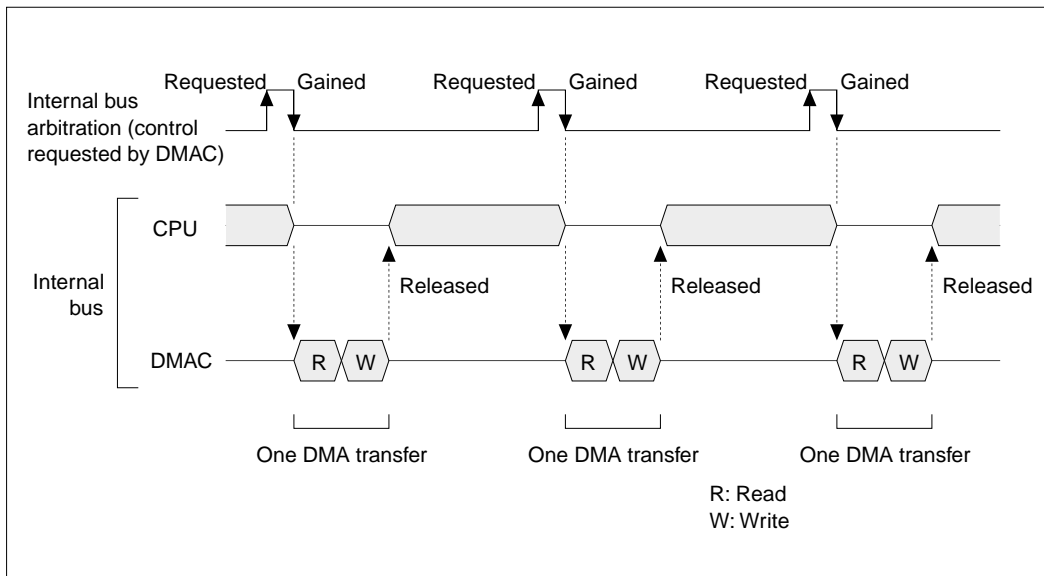 Requested Gained Requested Gained Requested Gained
Internal bus
arbitration (control
requested by DMAC)
CPU
Released Released Released
Internal
bus
DMAC R W R W R W
One DMA transfer One DMA transfer One DMA transfer
R: Read
W: Write